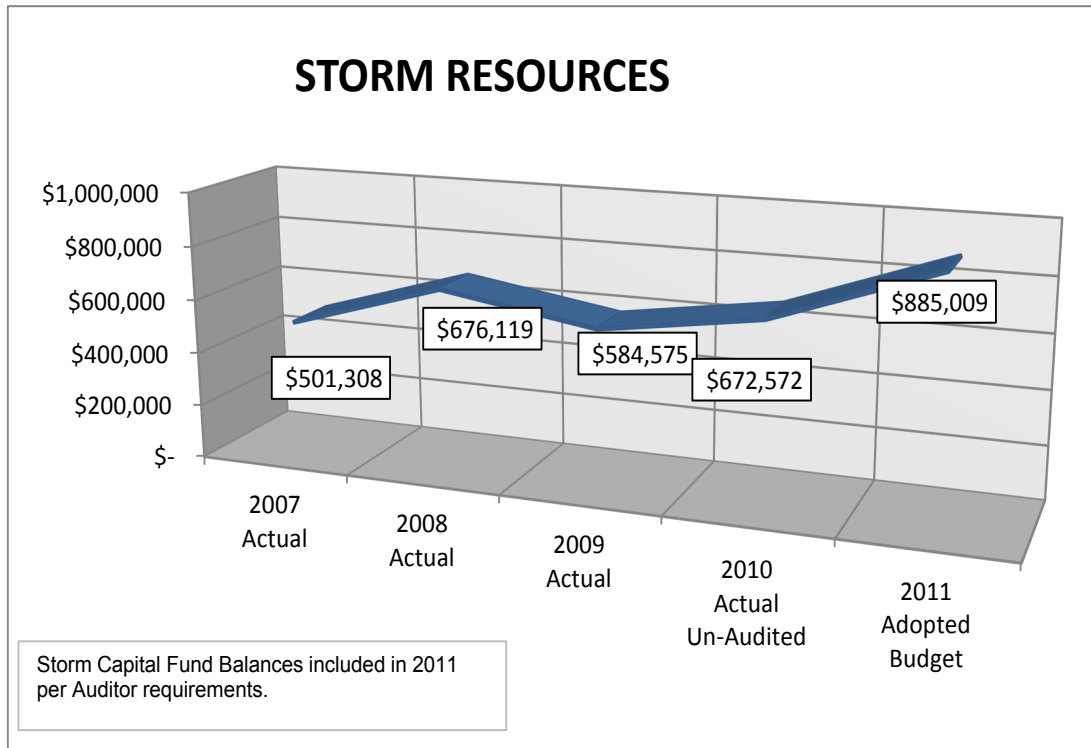 STORM RESOURCES
$1,000,000
$800,000
$600,000
$400,000
$200,000
$-
$501,308
$676,119
$584,575
$672,572
$885,009
2007
Actual
2008
Actual
2009
Actual
2010
Actual
Un-Audited
2011
Adopted
Budget
Storm Capital Fund Balances included in 2011
per Auditor requirements.